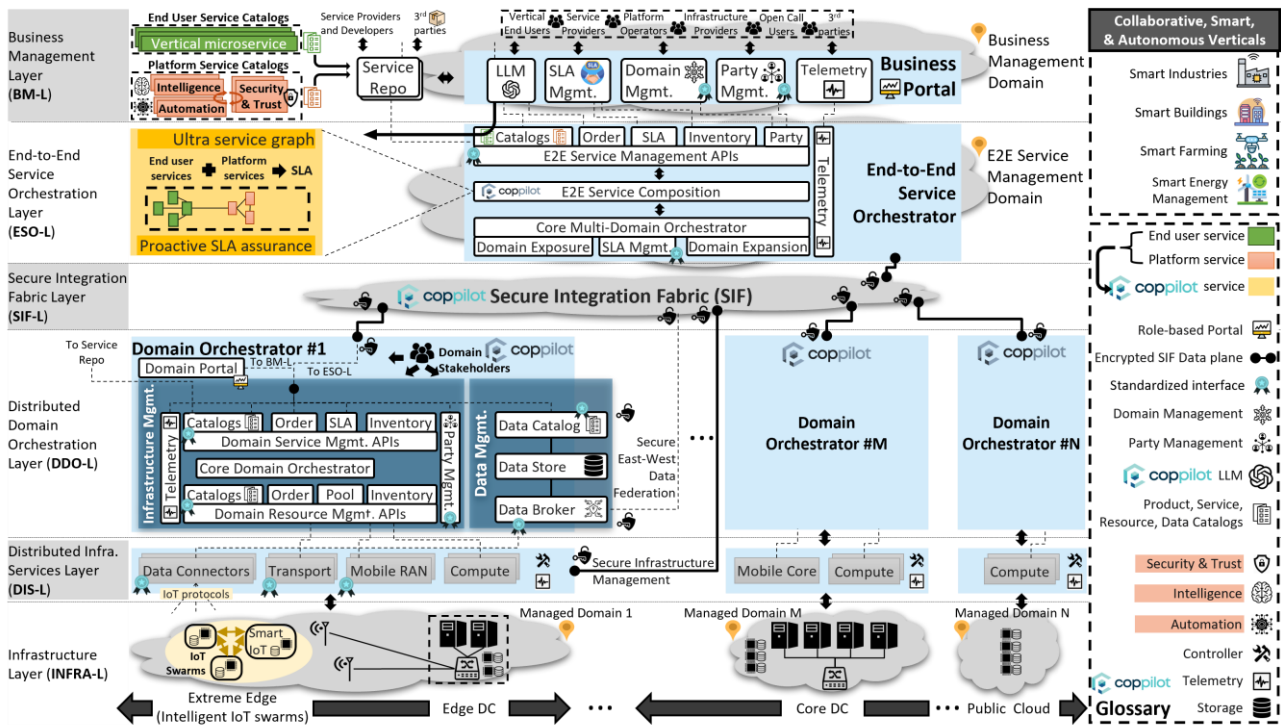 Business
Management
Layer
(BM-L)
End User Service Catalogs
Vertical microservice
Platform Service Catalogs
Intelligence
Automation
Security
& Trust
Service Providers
and Developers
3rd
parties
Service
Repo
Vertical
End Users
Service
Providers
Platform
Operators
Infrastructure
Providers
Open Call
Users
3rd
parties
LLM
SLA
Mgmt.
Domain
Mgmt.
Party
Mgmt.
Telemetry
Business
Portal
Business
Management
Domain
End-to-End
Service
Orchestration
Layer
(ESO-L)
Ultra service graph
End user
services
Platform
services
SLA
Proactive SLA assurance
Catalogs
Order
SLA
Inventory
Party
E2E Service Management APIs
coppilot
E2E Service Composition
Core Multi-Domain Orchestrator
Domain Exposure
SLA Mgmt.
Domain Expansion
Telemetry
End-to-End
Service
Orchestrator
E2E Service
Management
Domain
Secure Integration
Fabric Layer
(SIF-L)
coppilot Secure Integration Fabric (SIF)
Distributed
Domain
Orchestration
Layer (DDO-L)
To Service
Repo
Domain Orchestrator #1
Domain Portal
To BM-L
To ESO-L
Domain
Stakeholders
coppilot
Infrastructure Mgmt.
Telemetry
Catalogs
Order
SLA
Inventory
Domain Service Mgmt. APIs
Core Domain Orchestrator
Catalogs
Order
Pool
Inventory
Domain Resource Mgmt. APIs
Party Mgmt.
Data Mgmt.
Data Catalog
Data Store
Data Broker
Secure
East-West
Data
Federation
...
coppilot
Domain
Orchestrator #M
coppilot
Domain
Orchestrator #N
Distributed Infra.
Services Layer
(DIS-L)
Data Connectors
Transport
Mobile RAN
Compute
Secure Infrastructure
Management
Mobile Core
Compute
Compute
IoT protocols
Infrastructure
Layer (INFRA-L)
IoT
Swarms
Smart
IoT
Managed Domain 1
Managed Domain M
Managed Domain N
Extreme Edge
(Intelligent IoT swarms)
Edge DC
...
Core DC
...
Public Cloud
Collaborative, Smart,
& Autonomous Verticals
Smart Industries
Smart Buildings
Smart Farming
Smart Energy
Management
End user service
Platform service
coppilot service
Role-based Portal
Encrypted SIF Data plane
Standardized interface
Domain Management
Party Management
coppilot LLM
Product, Service,
Resource, Data Catalogs
Security & Trust
Intelligence
Automation
Controller
coppilot Telemetry
Glossary
Storage